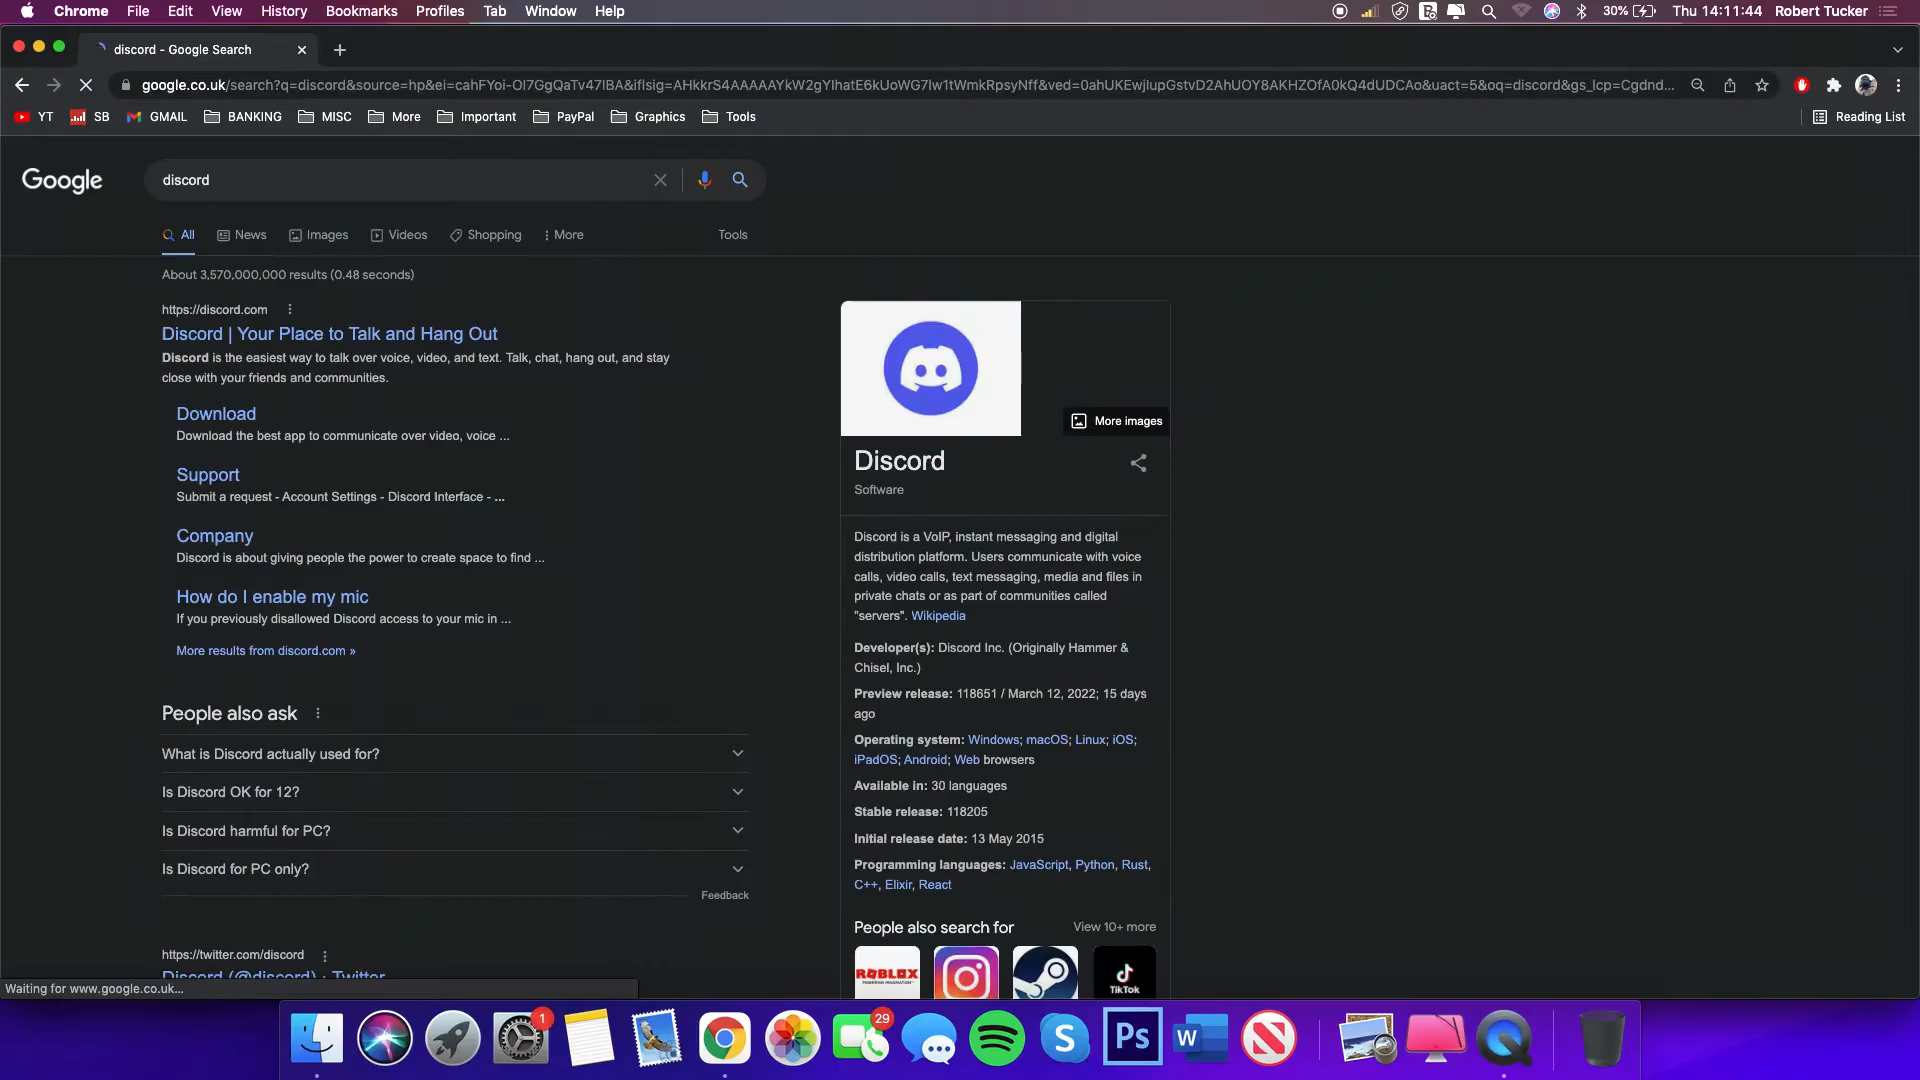 Chrome File Edit View History Bookmarks Profiles Tab Window Help 30% Thu 14:11:44 Robert Tucker
discord - Google Search
google.co.uk/search?q=discord&source=hp&ei=cahFYoi-OI7GgQaTv47IBA&iflsig=AHkkrS4AAAAAYkW2gYIhatE6kUoWG7lw1tWmkRpsyNff&ved=0ahUKEwjIupGstvD2AhUOY8AKHZOfA0kQ4dUDCAo&uact=5&oq=discord&gs_lcp=Cgdnd...
YT SB GMAIL BANKING MISC More Important PayPal Graphics Tools Reading List
Google discord
All News Images Videos Shopping More Tools
About 3,570,000,000 results (0.48 seconds)
https://discord.com
Discord | Your Place to Talk and Hang Out
Discord is the easiest way to talk over voice, video, and text. Talk, chat, hang out, and stay
close with your friends and communities.
Download
Download the best app to communicate over video, voice ...
Support
Submit a request - Account Settings - Discord Interface - ...
Company
Discord is about giving people the power to create space to find ...
How do I enable my mic
If you previously disallowed Discord access to your mic in ...
More results from discord.com »
People also ask
What is Discord actually used for?
Is Discord OK for 12?
Is Discord harmful for PC?
Is Discord for PC only?
Feedback
https://twitter.com/discord
Discord (@discord) · Twitter
More images
Discord
Software
Discord is a VoIP, instant messaging and digital
distribution platform. Users communicate with voice
calls, video calls, text messaging, media and files in
private chats or as part of communities called
"servers". Wikipedia
Developer(s): Discord Inc. (Originally Hammer &
Chisel, Inc.)
Preview release: 118651 / March 12, 2022; 15 days
ago
Operating system: Windows; macOS; Linux; iOS;
iPadOS; Android; Web browsers
Available in: 30 languages
Stable release: 118205
Initial release date: 13 May 2015
Programming languages: JavaScript, Python, Rust,
C++, Elixir, React
People also search for View 10+ more
ROBLOX
TikTok
Waiting for www.google.co.uk...
1 29
S Ps W N